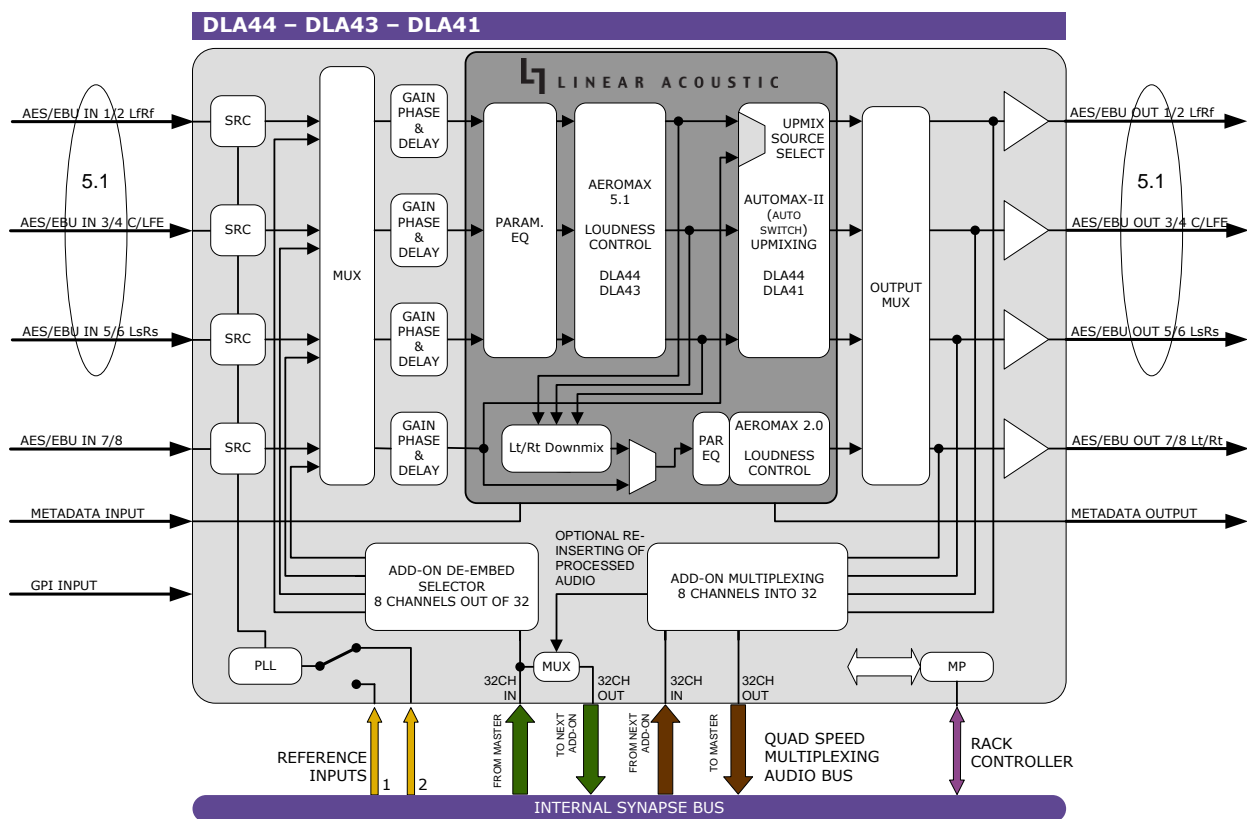 DLA44 – DLA43 – DLA41
LINEAR ACOUSTIC
AES/EBU IN 1/2 LfRf
5.1
AES/EBU IN 3/4 C/LFE
AES/EBU IN 5/6 LsRs
AES/EBU IN 7/8
METADATA INPUT
GPI INPUT
SRC
SRC
SRC
SRC
MUX
GAIN
PHASE
&
DELAY
GAIN
PHASE
&
DELAY
GAIN
PHASE
&
DELAY
GAIN
PHASE
&
DELAY
PARAM.
EQ
AEROMAX
5.1
LOUDNESS
CONTROL
DLA44
DLA43
UPMIX
SOURCE
SELECT
AUTOMAX-II
(AUTO
SWITCH)
UPMIXING
DLA44
DLA41
Lt/Rt Downmix
PAR
EQ
AEROMAX 2.0
LOUDNESS
CONTROL
OUTPUT
MUX
AES/EBU OUT 1/2 LfRf
5.1
AES/EBU OUT 3/4 C/LFE
AES/EBU OUT 5/6 LsRs
AES/EBU OUT 7/8 Lt/Rt
METADATA OUTPUT
ADD-ON DE-EMBED
SELECTOR
8 CHANNELS OUT OF 32
OPTIONAL RE-
INSERTING OF
PROCESSED
AUDIO
ADD-ON MULTIPLEXING
8 CHANNELS INTO 32
PLL
MUX
MP
32CH
IN
32CH
OUT
32CH
IN
32CH
OUT
REFERENCE
INPUTS
1
2
FROM MASTER
TO NEXT
ADD-ON
FROM NEXT
ADD-ON
TO MASTER
QUAD SPEED
MULTIPLEXING
AUDIO BUS
RACK
CONTROLLER
INTERNAL SYNAPSE BUS